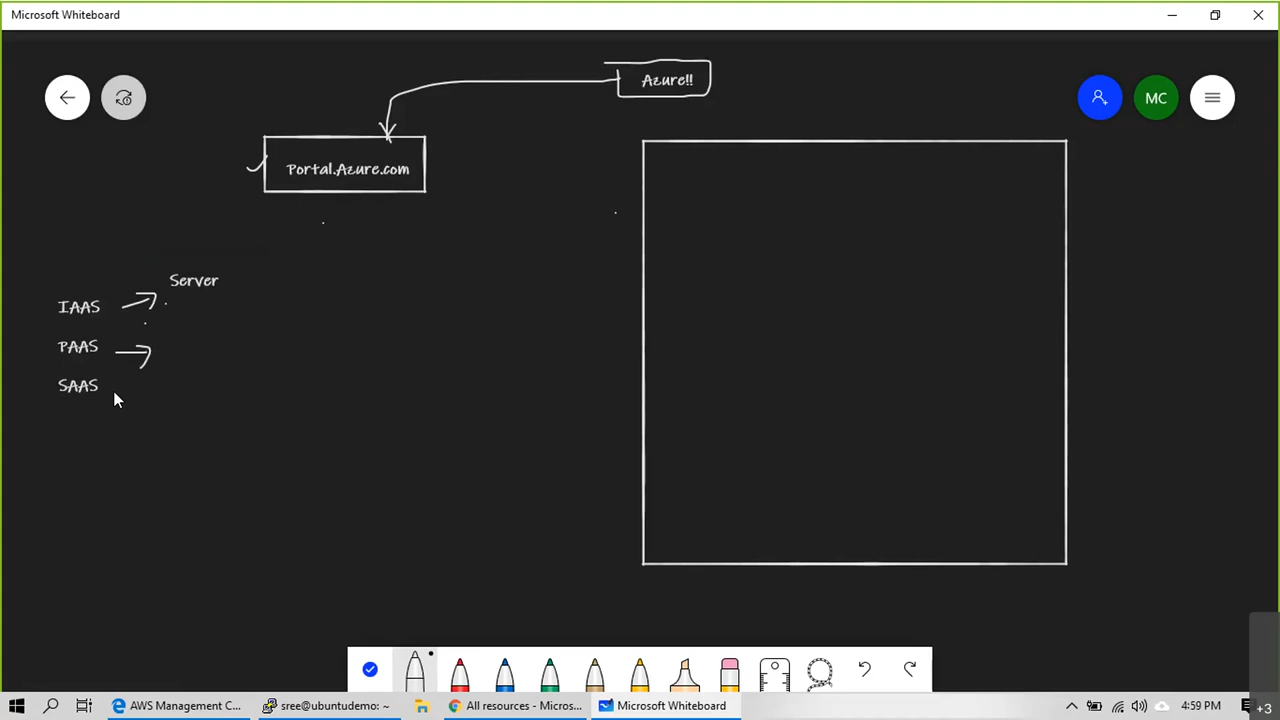 Microsoft Whiteboard
Azure!!
MC
Portal.Azure.com
Server
IAAS
PAAS
SAAS
AWS Management C...
sree@ubuntudemo: ~
All resources - Micros...
Microsoft Whiteboard
4:59 PM
+3